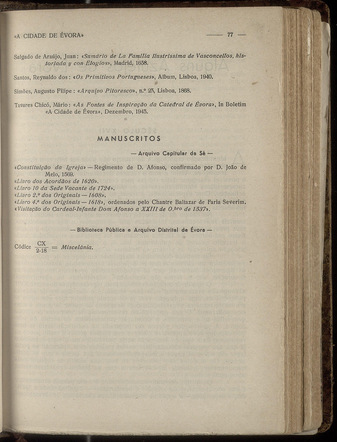 «A CIDADE DE ÉVORA» — 77 —
Salgado de Araújo, Juan: «Sumario de La Familia Ilustrissima de Vasconcellos, his-
toriada y con Elogios», Madrid, 1638.
Santos, Reynaldo dos: «Os Primitivos Portugueses», Album, Lisboa, 1940.
Simões, Augusto Filipe: «Arquivo Pitoresco», n.º 25, Lisboa, 1868.
Tavares Chicó, Mário: «As Fontes de Inspiração da Catedral de Évora», in Boletim
«A Cidade de Évora», Dezembro, 1945.
MANUSCRITOS
— Arquivo Capitular da Sé —
«Constituição da Igreja» — Regimento de D. Afonso, confirmado por D. João de
Melo, 1569.
«Livro dos Acordãos de 1626».
«Livro 10 da Sede Vacante de 1724».
«Livro 2.º dos Originais — 1608».
«Livro 4.º dos Originais — 1618», ordenados pelo Chantre Baltazar de Faria Severim.
«Visitação do Cardeal-Infante Dom Afonso a XXIII de O.bro de 1537».
— Biblioteca Pública e Arquivo Distrital de Évora —
Códice CX/2-18 = Miscelânia.